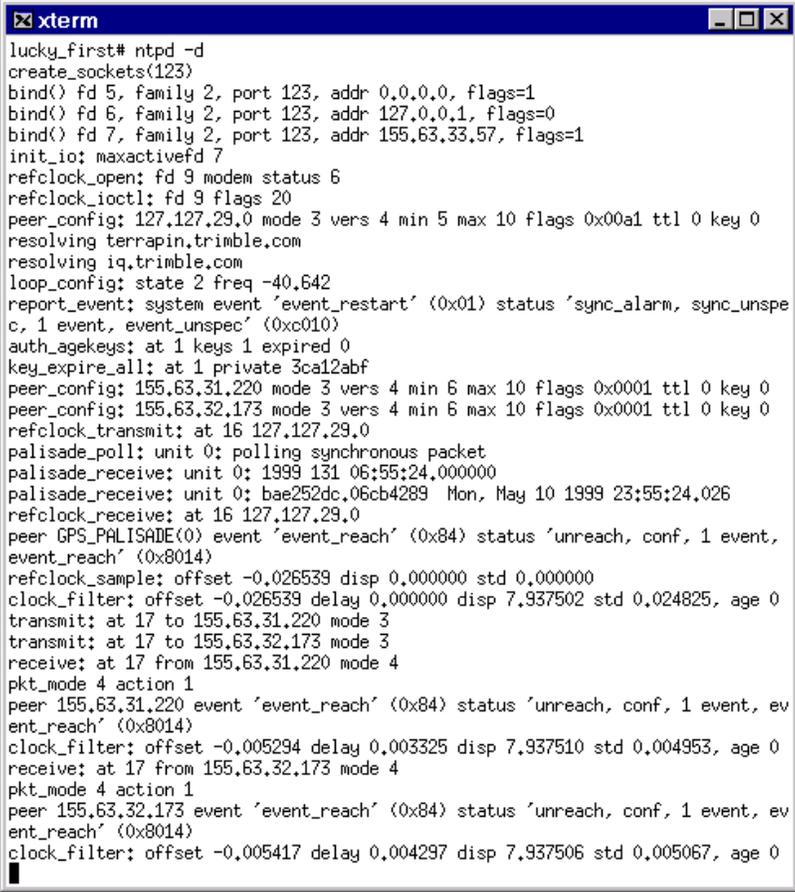 xterm
lucky_first# ntpd -d
create_sockets(123)
bind() fd 5, family 2, port 123, addr 0.0.0.0, flags=1
bind() fd 6, family 2, port 123, addr 127.0.0.1, flags=0
bind() fd 7, family 2, port 123, addr 155.63.33.57, flags=1
init_io: maxactivefd 7
refclock_open: fd 9 modem status 6
refclock_ioctl: fd 9 flags 20
peer_config: 127.127.29.0 mode 3 vers 4 min 5 max 10 flags 0x00a1 ttl 0 key 0
resolving terrapin.trimble.com
resolving iq.trimble.com
loop_config: state 2 freq -40.642
report_event: system event 'event_restart' (0x01) status 'sync_alarm, sync_unspe
c, 1 event, event_unspec' (0xc010)
auth_agekeys: at 1 keys 1 expired 0
key_expire_all: at 1 private 3ca12abf
peer_config: 155.63.31.220 mode 3 vers 4 min 6 max 10 flags 0x0001 ttl 0 key 0
peer_config: 155.63.32.173 mode 3 vers 4 min 6 max 10 flags 0x0001 ttl 0 key 0
refclock_transmit: at 16 127.127.29.0
palisade_poll: unit 0: polling synchronous packet
palisade_receive: unit 0: 1999 131 06:55:24.000000
palisade_receive: unit 0: bae252dc.06cb4289  Mon, May 10 1999 23:55:24.026
refclock_receive: at 16 127.127.29.0
peer GPS_PALISADE(0) event 'event_reach' (0x84) status 'unreach, conf, 1 event,
event_reach' (0x8014)
refclock_sample: offset -0.026539 disp 0.000000 std 0.000000
clock_filter: offset -0.026539 delay 0.000000 disp 7.937502 std 0.024825, age 0
transmit: at 17 to 155.63.31.220 mode 3
transmit: at 17 to 155.63.32.173 mode 3
receive: at 17 from 155.63.31.220 mode 4
pkt_mode 4 action 1
peer 155.63.31.220 event 'event_reach' (0x84) status 'unreach, conf, 1 event, ev
ent_reach' (0x8014)
clock_filter: offset -0.005294 delay 0.003325 disp 7.937510 std 0.004953, age 0
receive: at 17 from 155.63.32.173 mode 4
pkt_mode 4 action 1
peer 155.63.32.173 event 'event_reach' (0x84) status 'unreach, conf, 1 event, ev
ent_reach' (0x8014)
clock_filter: offset -0.005417 delay 0.004297 disp 7.937506 std 0.005067, age 0